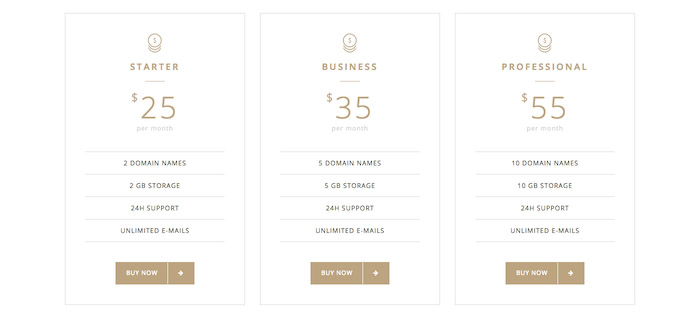 STARTER
$25
per month
2 DOMAIN NAMES
2 GB STORAGE
24H SUPPORT
UNLIMITED E-MAILS
BUY NOW
BUSINESS
$35
per month
5 DOMAIN NAMES
5 GB STORAGE
24H SUPPORT
UNLIMITED E-MAILS
BUY NOW
PROFESSIONAL
$55
per month
10 DOMAIN NAMES
10 GB STORAGE
24H SUPPORT
UNLIMITED E-MAILS
BUY NOW